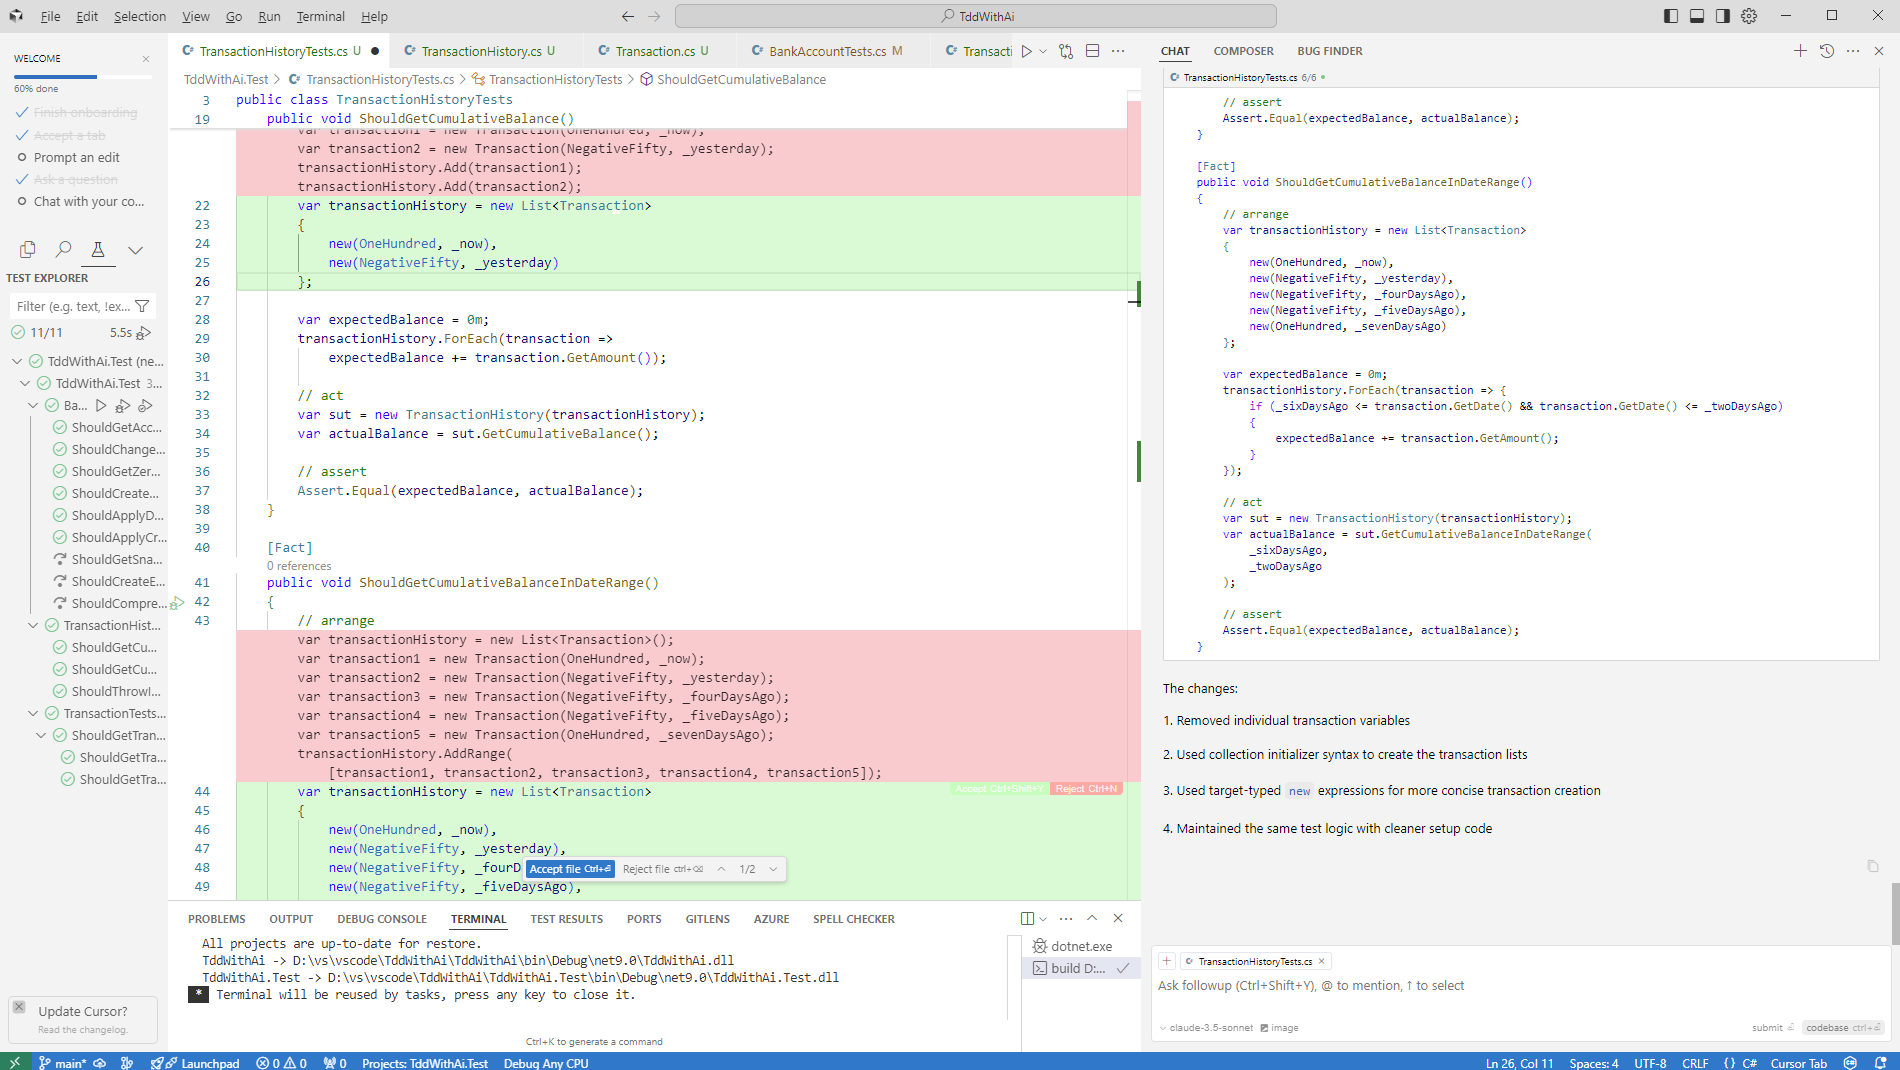 File Edit Selection View Go Run Terminal Help
TddWithAi
WELCOME
60% done
Finish onboarding
Accept a tab
Prompt an edit
Ask a question
Chat with your co...
TEST EXPLORER
Filter (e.g. text, !ex...
11/11 5.5s
TddWithAi.Test (ne...
TddWithAi.Test 3...
Ba...
ShouldGetAcc...
ShouldChange...
ShouldGetZer...
ShouldCreate...
ShouldApplyD...
ShouldApplyCr...
ShouldGetSna...
ShouldCreateE...
ShouldCompre...
TransactionHist...
ShouldGetCu...
ShouldGetCu...
ShouldThrowI...
TransactionTests...
ShouldGetTran...
ShouldGetTra...
ShouldGetTra...
Update Cursor?
Read the changelog.
TransactionHistoryTests.cs U
TransactionHistory.cs U
Transaction.cs U
BankAccountTests.cs M
Transacti
TddWithAi.Test > TransactionHistoryTests.cs > TransactionHistoryTests > ShouldGetCumulativeBalance
3 public class TransactionHistoryTests
19 public void ShouldGetCumulativeBalance()
var transaction1 = new Transaction(OneHundred, _now);
var transaction2 = new Transaction(NegativeFifty, _yesterday);
transactionHistory.Add(transaction1);
transactionHistory.Add(transaction2);
22 var transactionHistory = new List<Transaction>
23 {
24 new(OneHundred, _now),
25 new(NegativeFifty, _yesterday)
26 };
27
28 var expectedBalance = 0m;
29 transactionHistory.ForEach(transaction =>
30 expectedBalance += transaction.GetAmount());
31
32 // act
33 var sut = new TransactionHistory(transactionHistory);
34 var actualBalance = sut.GetCumulativeBalance();
35
36 // assert
37 Assert.Equal(expectedBalance, actualBalance);
38 }
39
40 [Fact]
0 references
41 public void ShouldGetCumulativeBalanceInDateRange()
42 {
43 // arrange
var transactionHistory = new List<Transaction>();
var transaction1 = new Transaction(OneHundred, _now);
var transaction2 = new Transaction(NegativeFifty, _yesterday);
var transaction3 = new Transaction(NegativeFifty, _fourDaysAgo);
var transaction4 = new Transaction(NegativeFifty, _fiveDaysAgo);
var transaction5 = new Transaction(OneHundred, _sevenDaysAgo);
transactionHistory.AddRange(
[transaction1, transaction2, transaction3, transaction4, transaction5]);
44 var transactionHistory = new List<Transaction>
Accept Ctrl+Shift+Y Reject Ctrl+N
45 {
46 new(OneHundred, _now),
47 new(NegativeFifty, _yesterday),
48 new(NegativeFifty, _fourD
Accept file Ctrl+⏎ Reject file ctrl+⌫ 1/2
49 new(NegativeFifty, _fiveDaysAgo),
PROBLEMS OUTPUT DEBUG CONSOLE TERMINAL TEST RESULTS PORTS GITLENS AZURE SPELL CHECKER
All projects are up-to-date for restore.
TddWithAi -> D:\vs\vscode\TddWithAi\TddWithAi\bin\Debug\net9.0\TddWithAi.dll
TddWithAi.Test -> D:\vs\vscode\TddWithAi\TddWithAi.Test\bin\Debug\net9.0\TddWithAi.Test.dll
* Terminal will be reused by tasks, press any key to close it.
Ctrl+K to generate a command
dotnet.exe
build D:...
CHAT COMPOSER BUG FINDER
TransactionHistoryTests.cs 6/6
// assert
Assert.Equal(expectedBalance, actualBalance);
}
[Fact]
public void ShouldGetCumulativeBalanceInDateRange()
{
// arrange
var transactionHistory = new List<Transaction>
{
new(OneHundred, _now),
new(NegativeFifty, _yesterday),
new(NegativeFifty, _fourDaysAgo),
new(NegativeFifty, _fiveDaysAgo),
new(OneHundred, _sevenDaysAgo)
};
var expectedBalance = 0m;
transactionHistory.ForEach(transaction => {
if (_sixDaysAgo <= transaction.GetDate() && transaction.GetDate() <= _twoDaysAgo)
{
expectedBalance += transaction.GetAmount();
}
});
// act
var sut = new TransactionHistory(transactionHistory);
var actualBalance = sut.GetCumulativeBalanceInDateRange(
_sixDaysAgo,
_twoDaysAgo
);
// assert
Assert.Equal(expectedBalance, actualBalance);
}
The changes:
1. Removed individual transaction variables
2. Used collection initializer syntax to create the transaction lists
3. Used target-typed new expressions for more concise transaction creation
4. Maintained the same test logic with cleaner setup code
TransactionHistoryTests.cs
Ask followup (Ctrl+Shift+Y), @ to mention, ↑ to select
claude-3.5-sonnet image submit ⏎ codebase ctrl+⏎
main* Launchpad 0 0 0 Projects: TddWithAi.Test Debug Any CPU Ln 26, Col 11 Spaces: 4 UTF-8 CRLF {} C# Cursor Tab